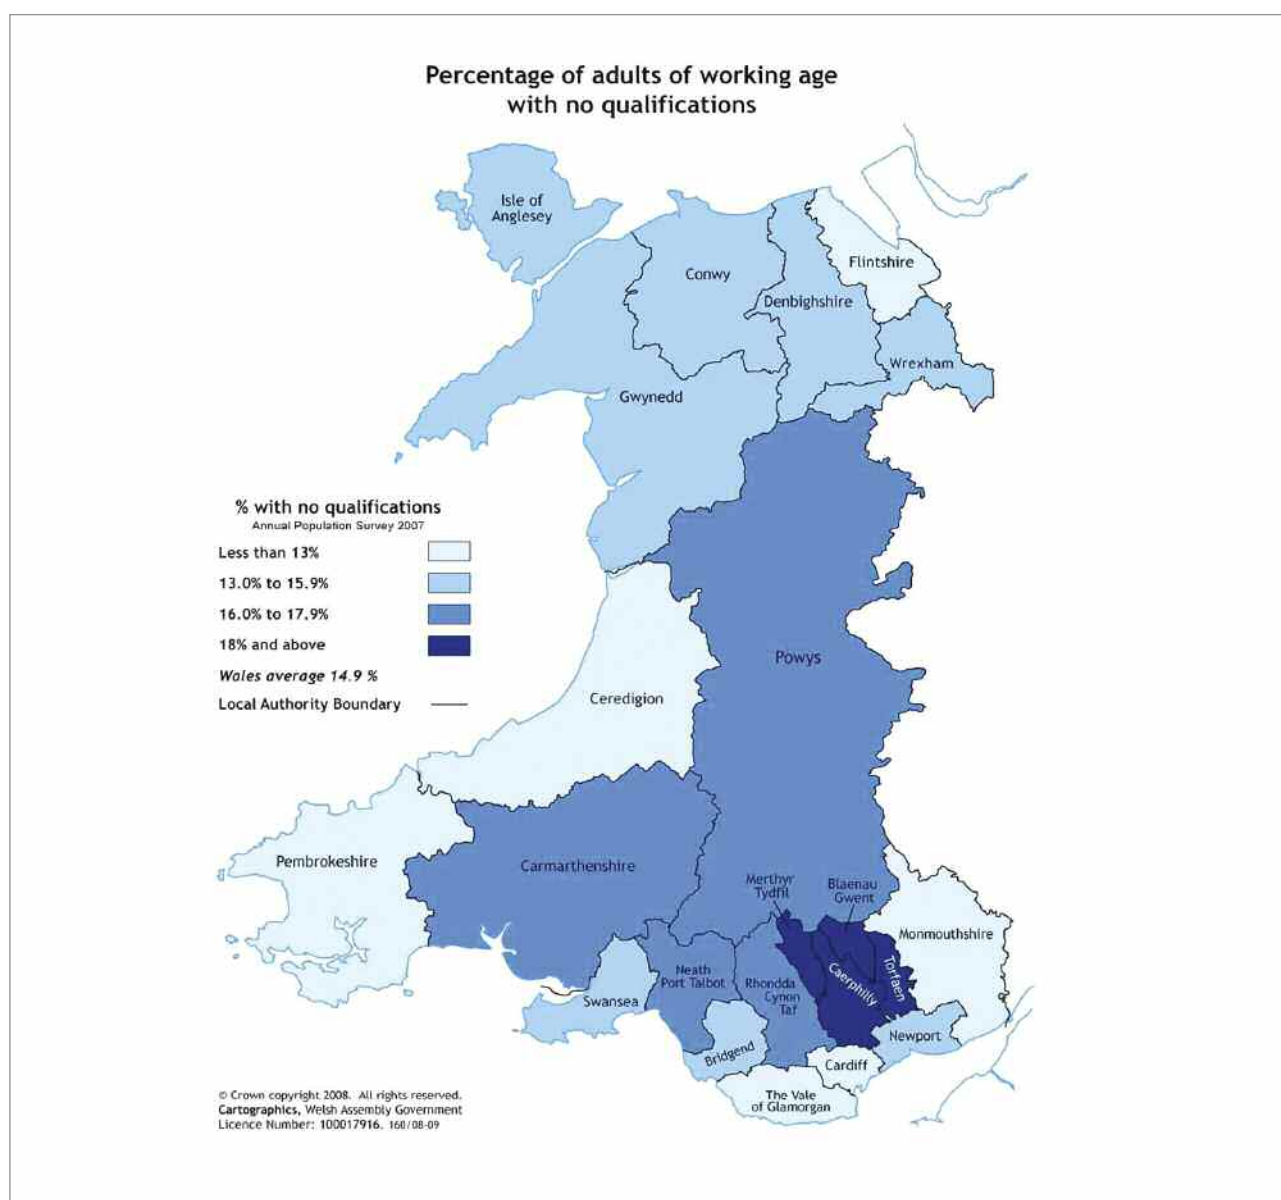 Percentage of adults of working age
with no qualifications
Isle of
Anglesey
Conwy
Denbighshire
Flintshire
Wrexham
Gwynedd
% with no qualifications
Annual Population Survey 2007
Less than 13%
13.0% to 15.9%
16.0% to 17.9%
18% and above
Wales average 14.9 %
Local Authority Boundary
Powys
Ceredigion
Pembrokeshire
Carmarthenshire
Merthyr
Tydfil
Blaenau
Gwent
Monmouthshire
Neath
Port Talbot
Rhondda
Cynon
Taf
Caerphilly
Torfaen
Swansea
Bridgend
Newport
Cardiff
The Vale
of Glamorgan
© Crown copyright 2008. All rights reserved.
Cartographics, Welsh Assembly Government
Licence Number: 100017916. 160/08-09